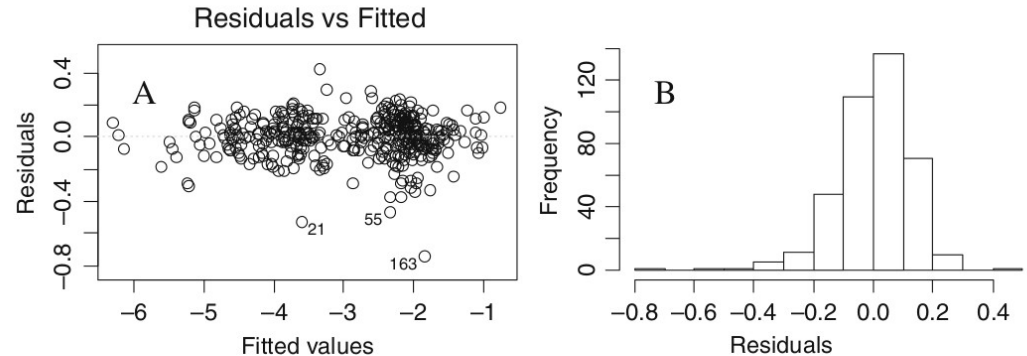 Residuals vs Fitted
A
Residuals
0.4
0.0
−0.4
−0.8
21
55
163
−6 −5 −4 −3 −2 −1
Fitted values
B
Frequency
120
80
40
0
−0.8 −0.6 −0.4 −0.2 0.0 0.2 0.4
Residuals